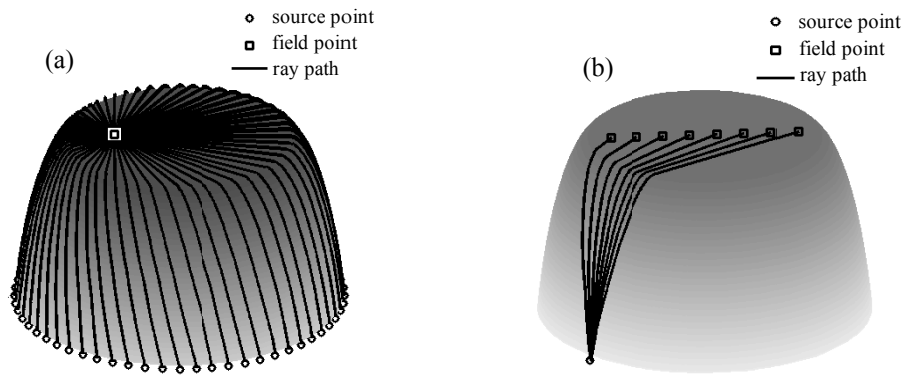 (a)
source point
field point
ray path
(b)
source point
field point
ray path